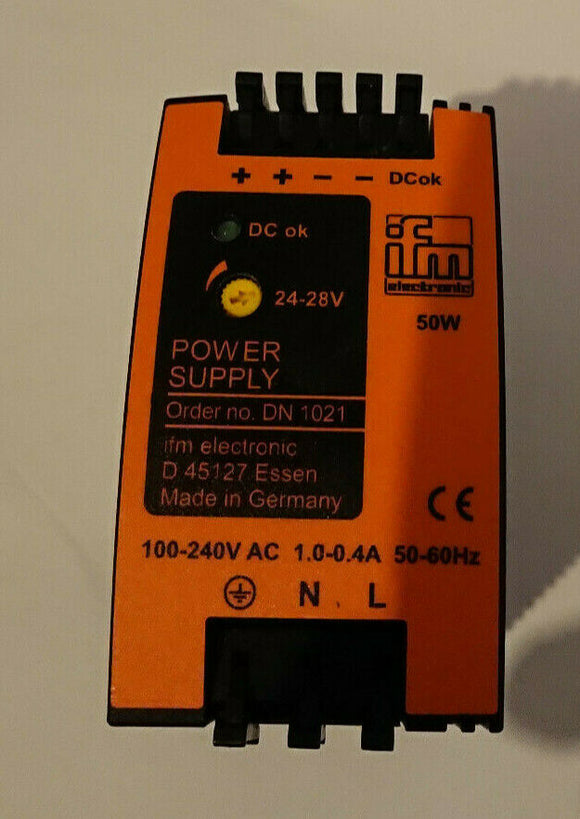 + + - - DCok
DC ok
24-28V
ifm
electronic
50W
POWER
SUPPLY
Order no. DN 1021
ifm electronic
D 45127 Essen
Made in Germany
CE
100-240V AC 1.0-0.4A 50-60Hz
N L